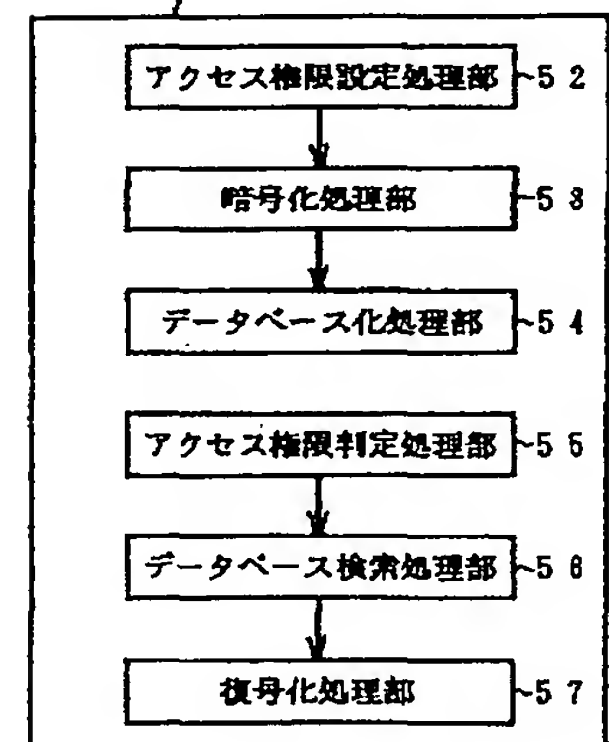 アクセス権限設定処理部 ~52
暗号化処理部 ~53
データベース化処理部 ~54
アクセス権限判定処理部 ~55
データベース検索処理部 ~56
復号化処理部 ~57